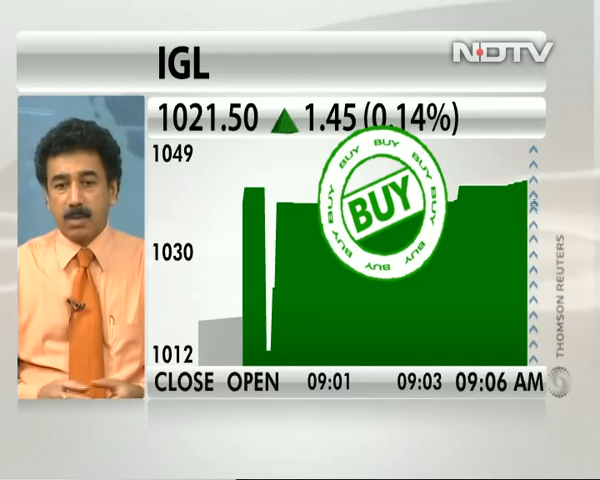 NDTV
IGL
1021.50 ▲ 1.45 (0.14%)
1049
1030
1012
BUY
BUY BUY BUY BUY BUY BUY BUY BUY
CLOSE OPEN 09:01 09:03 09:06 AM
THOMSON REUTERS